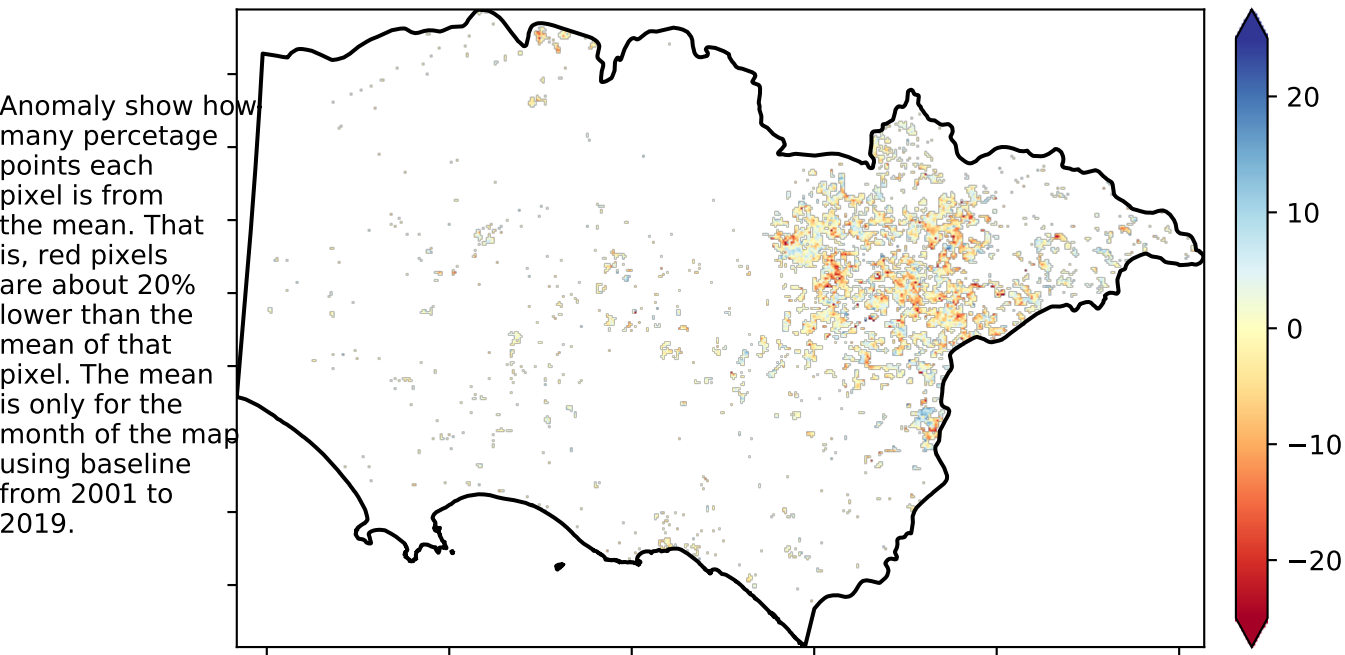 Anomaly show how
many percetage
points each
pixel is from
the mean. That
is, red pixels
are about 20%
lower than the
mean of that
pixel. The mean
is only for the
month of the map
using baseline
from 2001 to
2019.
20
10
0
−10
−20